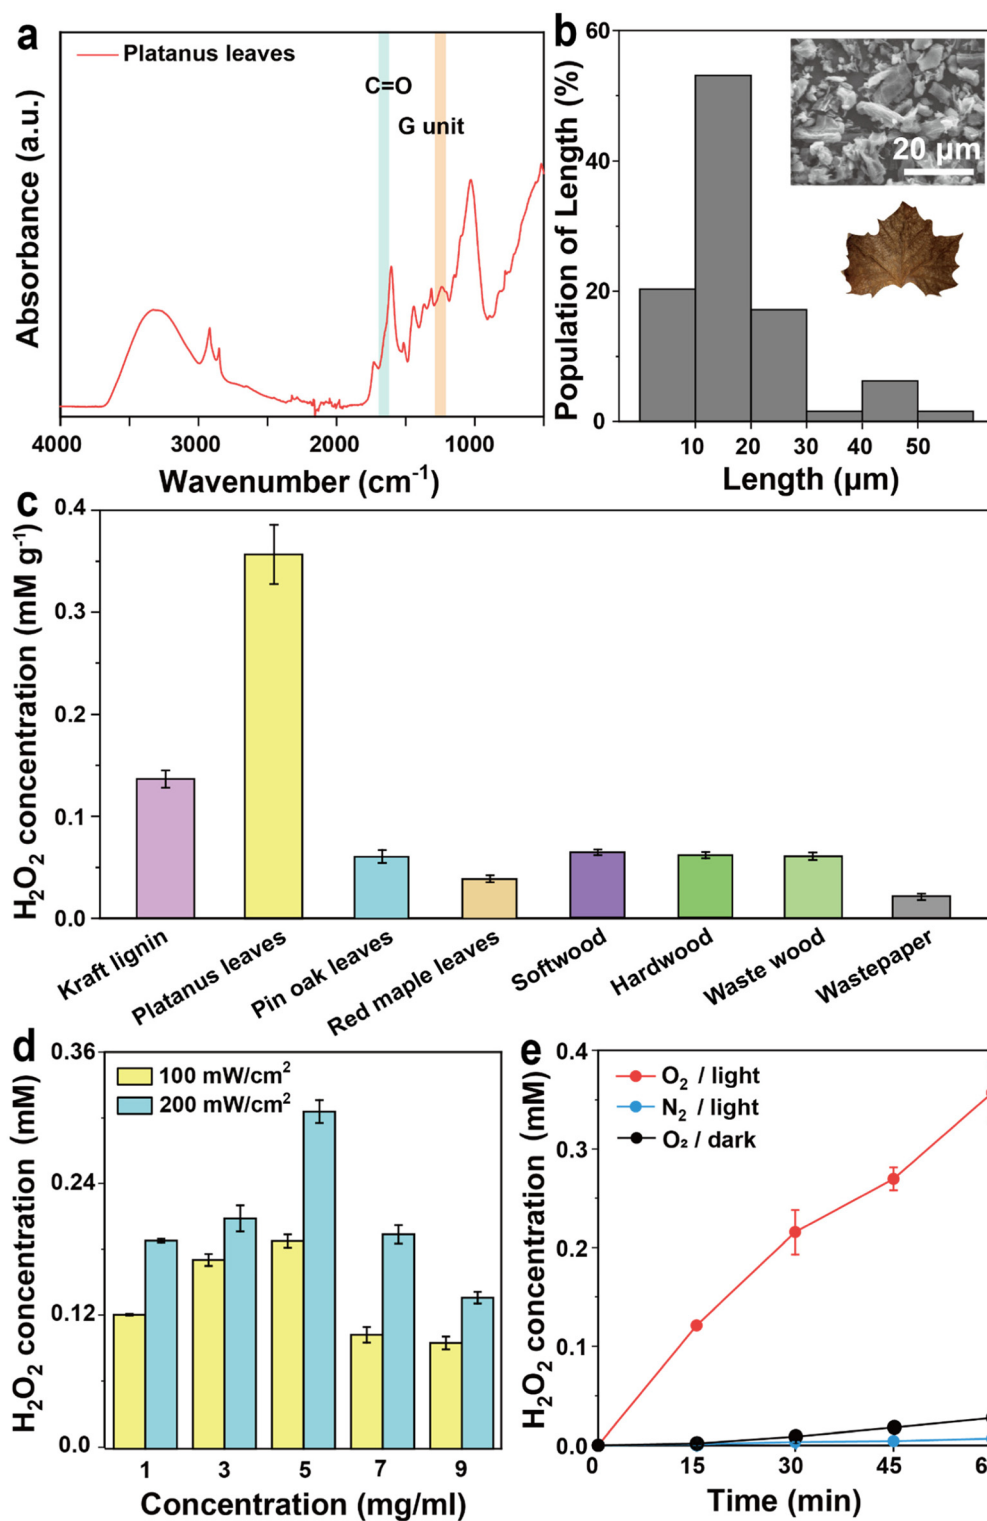 a
Platanus leaves
C=O
G unit
Absorbance (a.u.)
4000
3000
2000
1000
Wavenumber (cm⁻¹)
b
60
40
20
0
Population of Length (%)
20 μm
10
20
30
40
50
Length (μm)
c
0.4
0.3
0.2
0.1
0.0
H₂O₂ concentration (mM g⁻¹)
Kraft lignin
Platanus leaves
Pin oak leaves
Red maple leaves
Softwood
Hardwood
Waste wood
Wastepaper
d
0.36
0.24
0.12
0.0
H₂O₂ concentration (mM)
100 mW/cm²
200 mW/cm²
1
3
5
7
9
Concentration (mg/ml)
e
0.4
0.3
0.2
0.1
0.0
H₂O₂ concentration (mM)
O₂ / light
N₂ / light
O₂ / dark
0
15
30
45
Time (min)